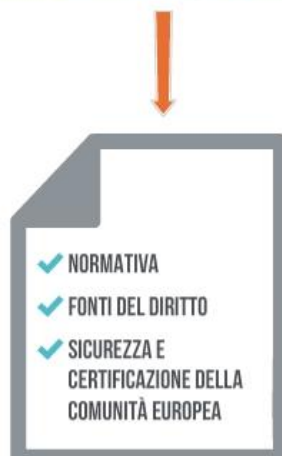 NORMATIVA
FONTI DEL DIRITTO
SICUREZZA E
CERTIFICAZIONE DELLA
COMUNITÀ EUROPEA